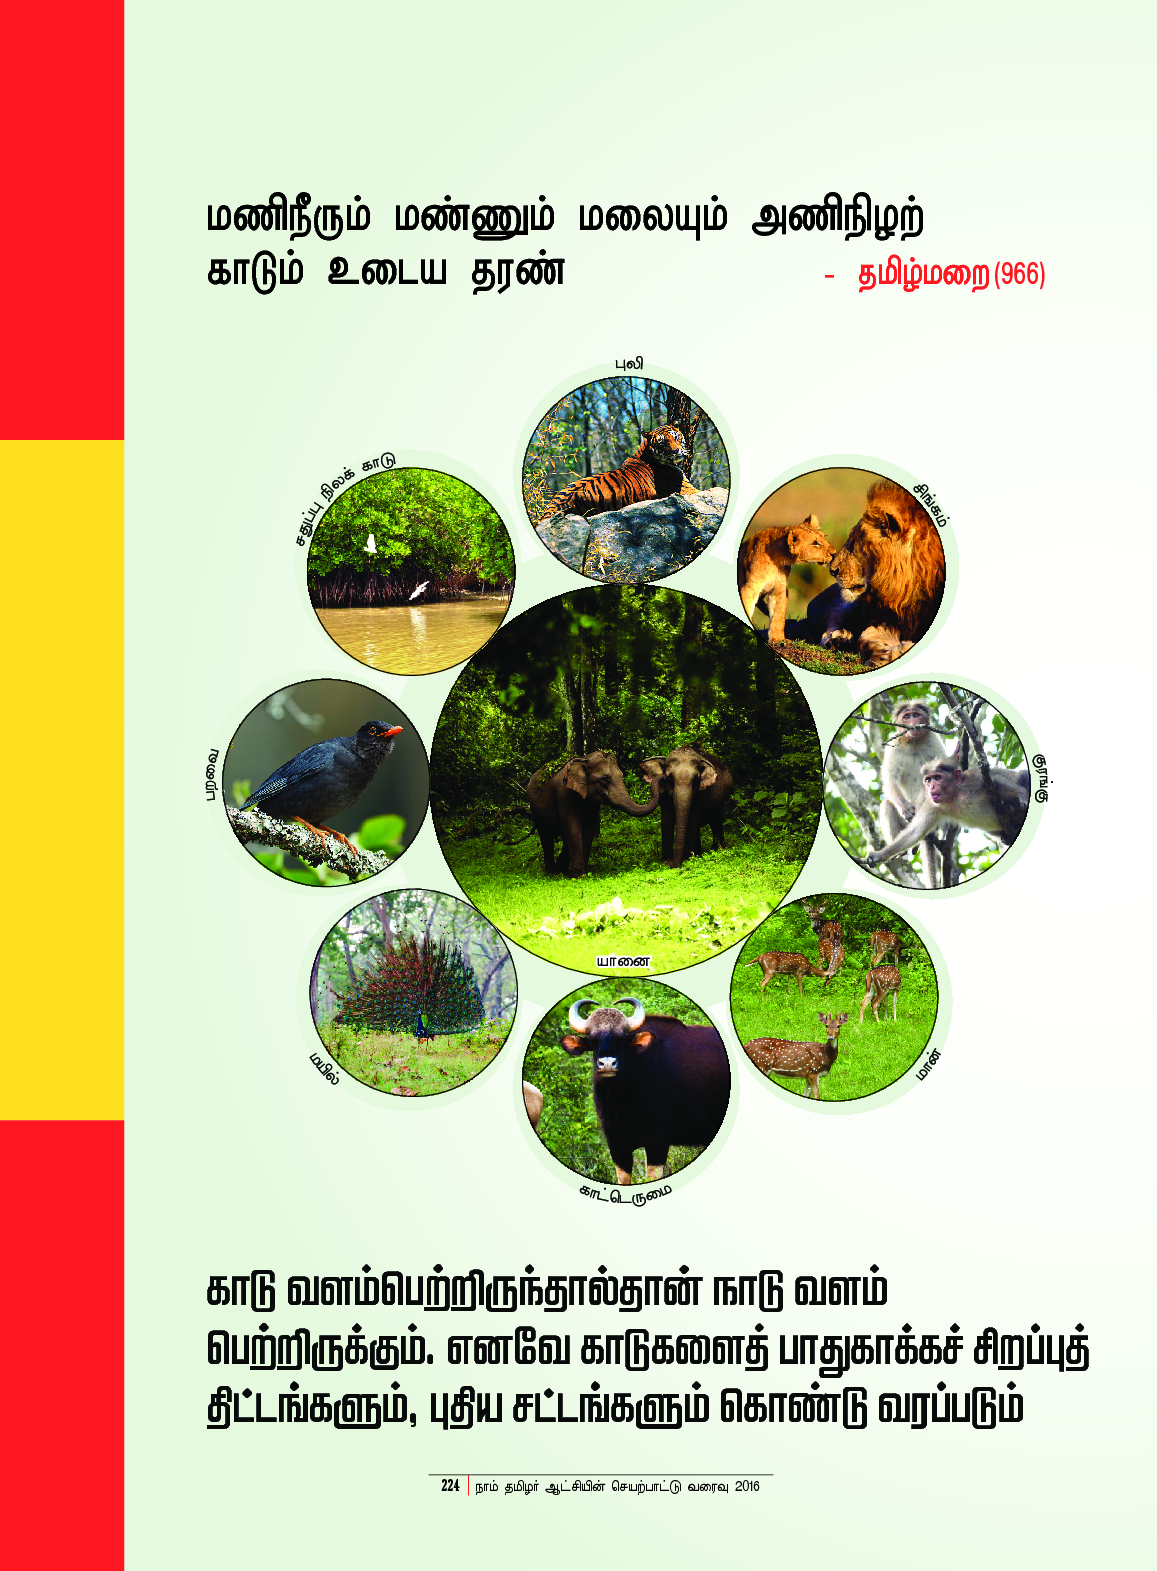 மணிநீரும் மண்ணும் மலையும் அணிநிழற்
காடும் உடைய தரண்
- தமிழ்மறை (966)
புலி
சதுப்பு நிலக் காடு
சிங்கம்
பறவை
குரங்கு
யானை
மயில்
மான்
காட்டெருமை
காடு வளம்பெற்றிருந்தால்தான் நாடு வளம்
பெற்றிருக்கும். எனவே காடுகளைத் பாதுகாக்கச் சிறப்புத்
திட்டங்களும், புதிய சட்டங்களும் கொண்டு வரப்படும்
224 | நாம் தமிழர் ஆட்சியின் செயற்பாட்டு வரைவு 2016